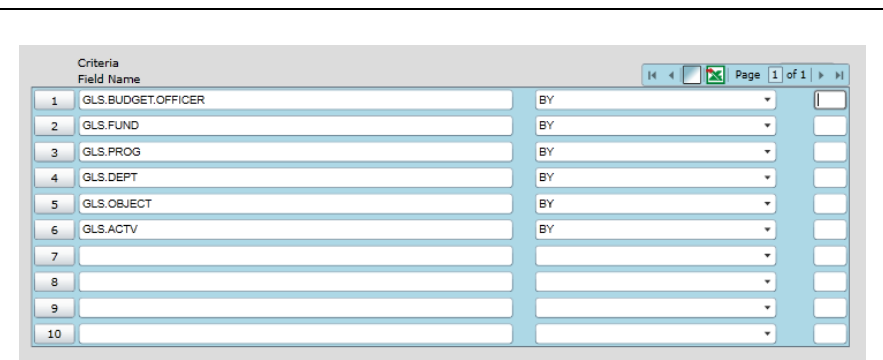 Criteria
Field Name
Page 1 of 1
1 GLS.BUDGET.OFFICER BY
2 GLS.FUND BY
3 GLS.PROG BY
4 GLS.DEPT BY
5 GLS.OBJECT BY
6 GLS.ACTV BY
7
8
9
10